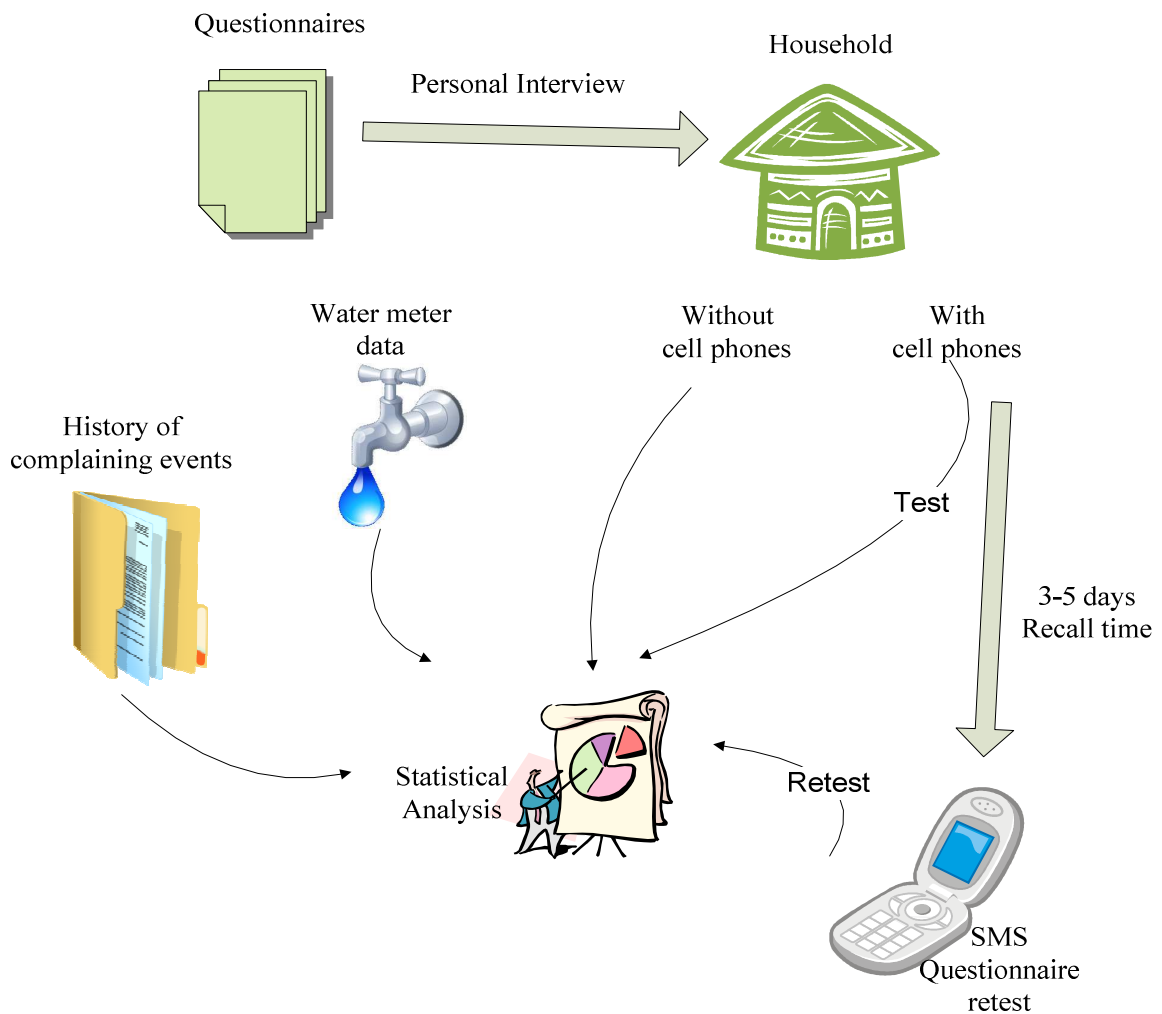 Questionnaires
Personal Interview
Household
Water meter
data
Without
cell phones
With
cell phones
History of
complaining events
Test
3-5 days
Recall time
Statistical
Analysis
Retest
SMS
Questionnaire
retest